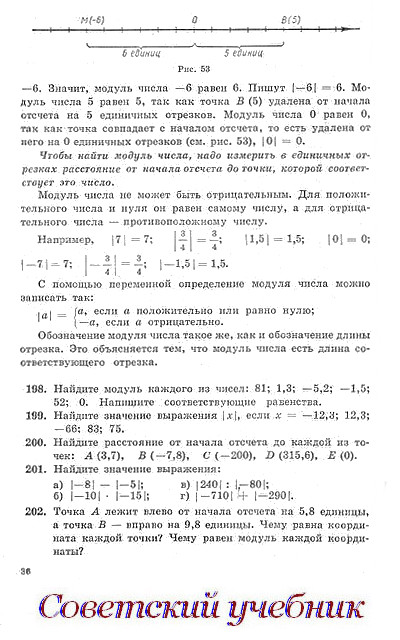 М(-6) 0 В(5)
6 единиц 5 единиц
Рис. 53
—6. Значит, модуль числа —6 равен 6. Пишут |—6| = 6. Мо-
дуль числа 5 равен 5, так как точка B (5) удалена от начала
отсчета на 5 единичных отрезков. Модуль числа 0 равен 0,
так как точка совпадает с началом отсчета, то есть удалена от
него на 0 единичных отрезков (см. рис. 53), |0| = 0.
Чтобы найти модуль числа, надо измерить в единичных от-
резках расстояние от начала отсчета до точки, которой соответ-
ствует это число.
Модуль числа не может быть отрицательным. Для положи-
тельного числа и нуля он равен самому числу, а для отрица-
тельного числа — противоположному числу.
Например, |7| = 7; |3/4| = 3/4; |1,5| = 1,5; |0| = 0;
|—7| = 7; |—3/4| = 3/4; |—1,5| = 1,5.
С помощью переменной определение модуля числа можно
записать так:
|a| = {a, если a положительно или равно нулю;
{—a, если a отрицательно.
Обозначение модуля числа такое же, как и обозначение длины
отрезка. Это объясняется тем, что модуль числа есть длина со-
ответствующего отрезка.
198. Найдите модуль каждого из чисел: 81; 1,3; —5,2; —1,5;
52; 0. Напишите соответствующие равенства.
199. Найдите значение выражения |x|, если x = —12,3; 12,3;
—66; 83; 75.
200. Найдите расстояние от начала отсчета до каждой из то-
чек: A (3,7), B (—7,8), C (—200), D (315,6), E (0).
201. Найдите значение выражения:
а) |—8| — |—5|; в) |240| : |—80|;
б) |—10| · |—15|; г) |—710| + |—290|.
202. Точка A лежит влево от начала отсчета на 5,8 единицы,
а точка B — вправо на 9,8 единицы. Чему равна коорди-
ната каждой точки? Чему равен модуль каждой коорди-
наты?
36
Советский учебник